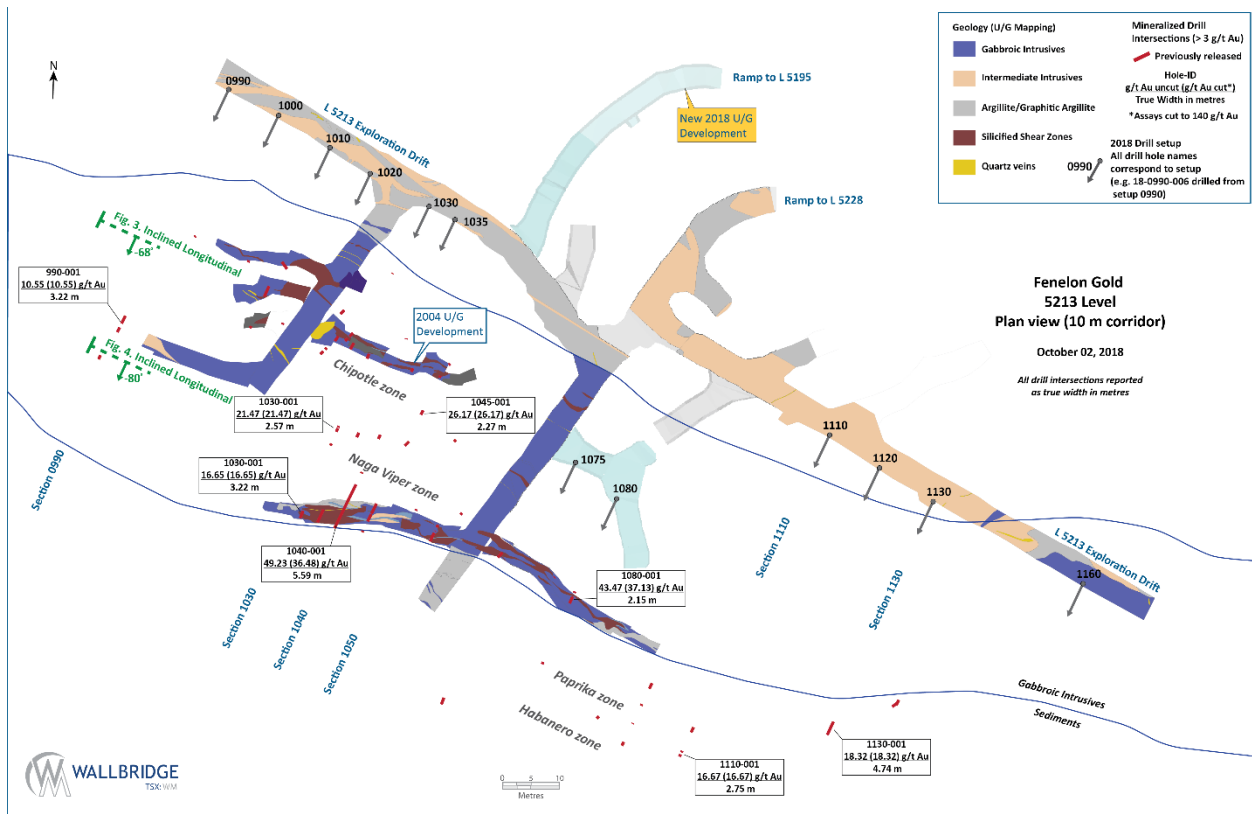 N
0990
1000
1010
1020
1030
1035
L 5213 Exploration Drift
Ramp to L 5195
New 2018 U/G
Development
Ramp to L 5228
Geology (U/G Mapping)
Gabbroic Intrusives
Intermediate Intrusives
Argillite/Graphitic Argillite
Silicified Shear Zones
Quartz veins
Mineralized Drill
Intersections (> 3 g/t Au)
Previously released
Hole-ID
g/t Au uncut (g/t Au cut*)
True Width in metres
*Assays cut to 140 g/t Au
0990
2018 Drill setup
All drill hole names
correspond to setup
(e.g. 18-0990-006 drilled from
setup 0990)
Fenelon Gold
5213 Level
Plan view (10 m corridor)
October 02, 2018
All drill intersections reported
as true width in metres
Fig. 3. Inclined Longitudinal
-68°
990-001
10.55 (10.55) g/t Au
3.22 m
Fig. 4. Inclined Longitudinal
-80°
2004 U/G
Development
Chipotle zone
1030-001
21.47 (21.47) g/t Au
2.57 m
1045-001
26.17 (26.17) g/t Au
2.27 m
Naga Viper zone
1030-001
16.65 (16.65) g/t Au
3.22 m
1040-001
49.23 (36.48) g/t Au
5.59 m
1075
1080
1110
1120
1130
1160
L 5213 Exploration Drift
1080-001
43.47 (37.13) g/t Au
2.15 m
Section 0990
Section 1030
Section 1040
Section 1050
Section 1110
Section 1130
Paprika zone
Habanero zone
Gabbroic Intrusives
Sediments
1110-001
16.67 (16.67) g/t Au
2.75 m
1130-001
18.32 (18.32) g/t Au
4.74 m
0 5 10
Metres
WALLBRIDGE
TSX:WM